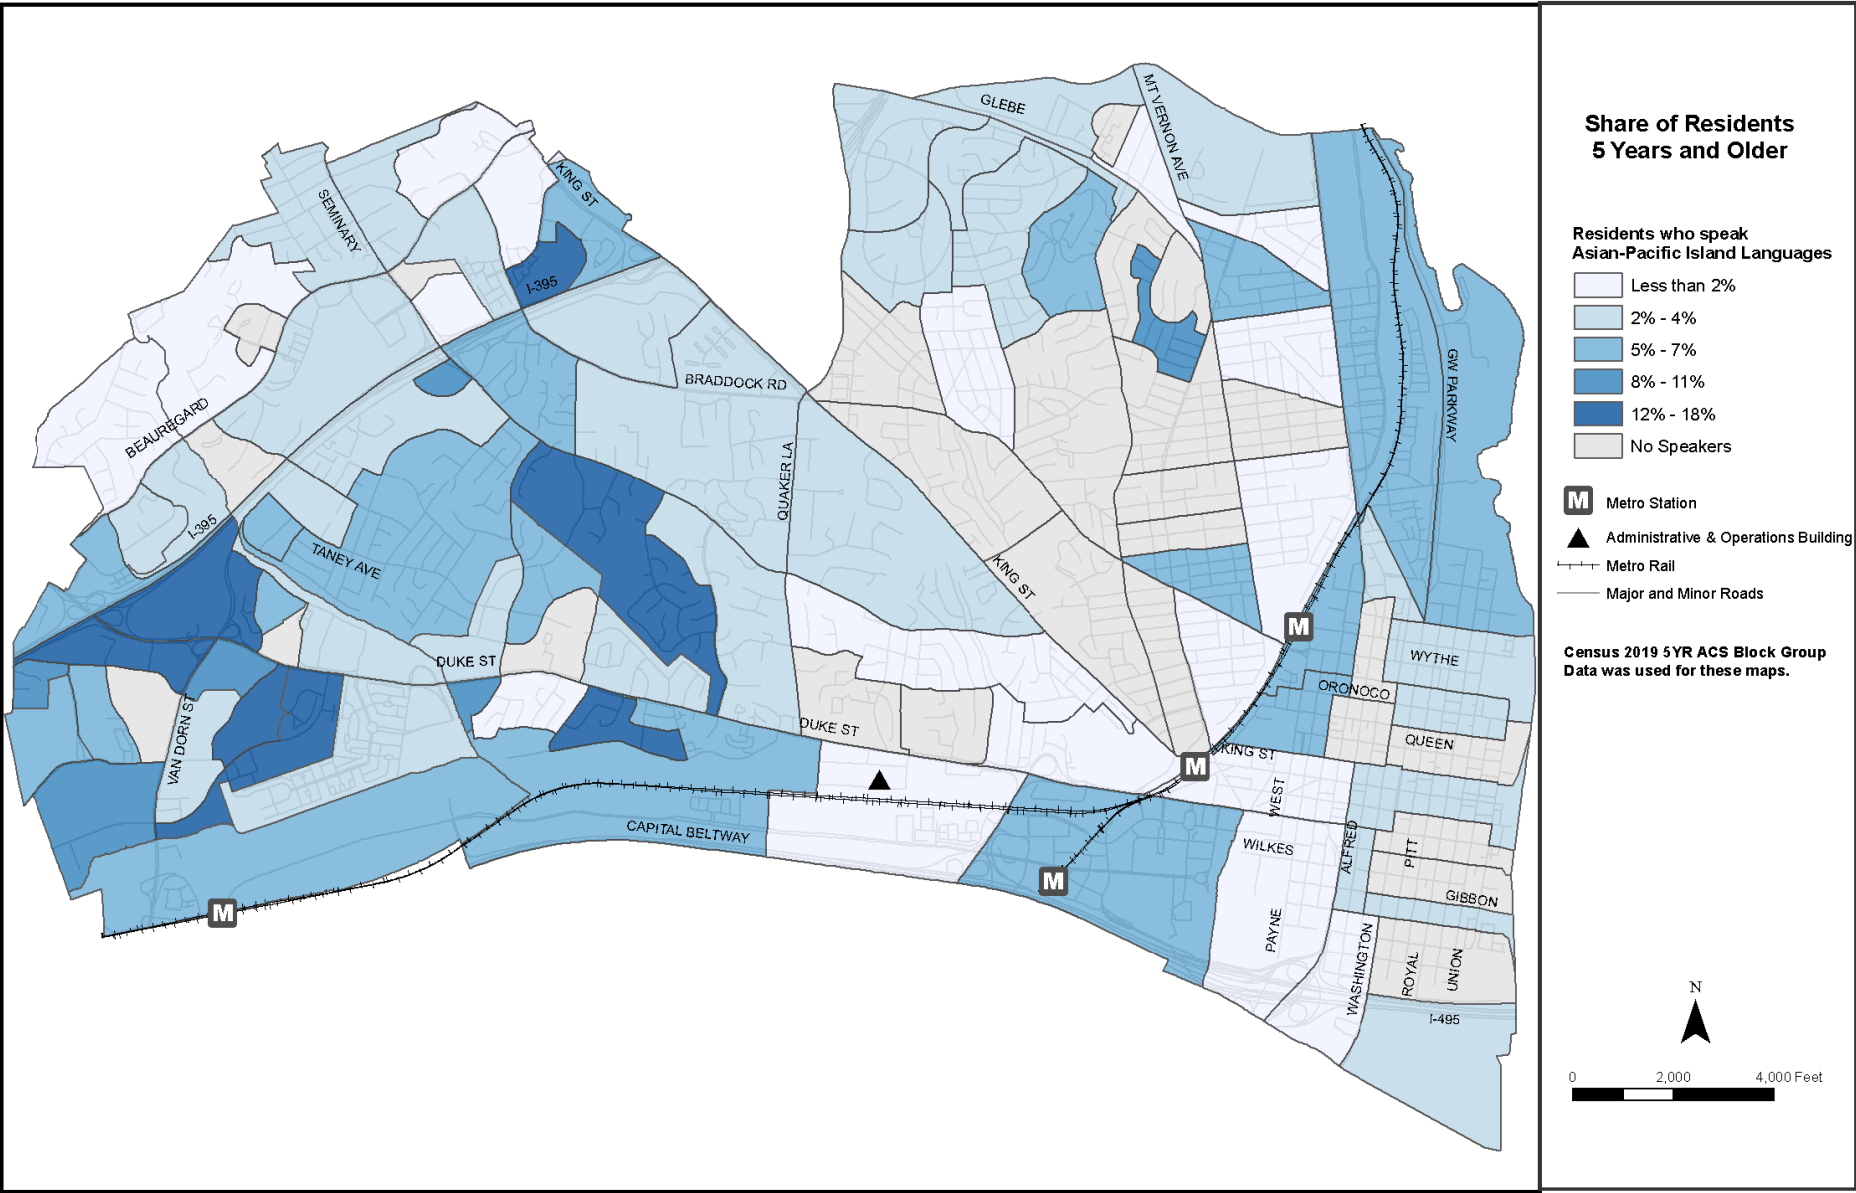 GLEBE
MT VERNON AVE
KING ST
SEMINARY
I-395
GW PARKWAY
BRADDOCK RD
BEAUREGARD
QUAKER LA
I-395
TANEY AVE
KING ST
M
DUKE ST
WYTHE
ORONOCO
VAN DORN ST
DUKE ST
QUEEN
KING ST
M
WEST
CAPITAL BELTWAY
WILKES
ALFRED
PITT
M
GIBBON
M
PAYNE
WASHINGTON
ROYAL
UNION
I-495
Share of Residents
5 Years and Older
Residents who speak
Asian-Pacific Island Languages
Less than 2%
2% - 4%
5% - 7%
8% - 11%
12% - 18%
No Speakers
M Metro Station
Administrative & Operations Building
Metro Rail
Major and Minor Roads
Census 2019 5YR ACS Block Group
Data was used for these maps.
N
0 2,000 4,000 Feet